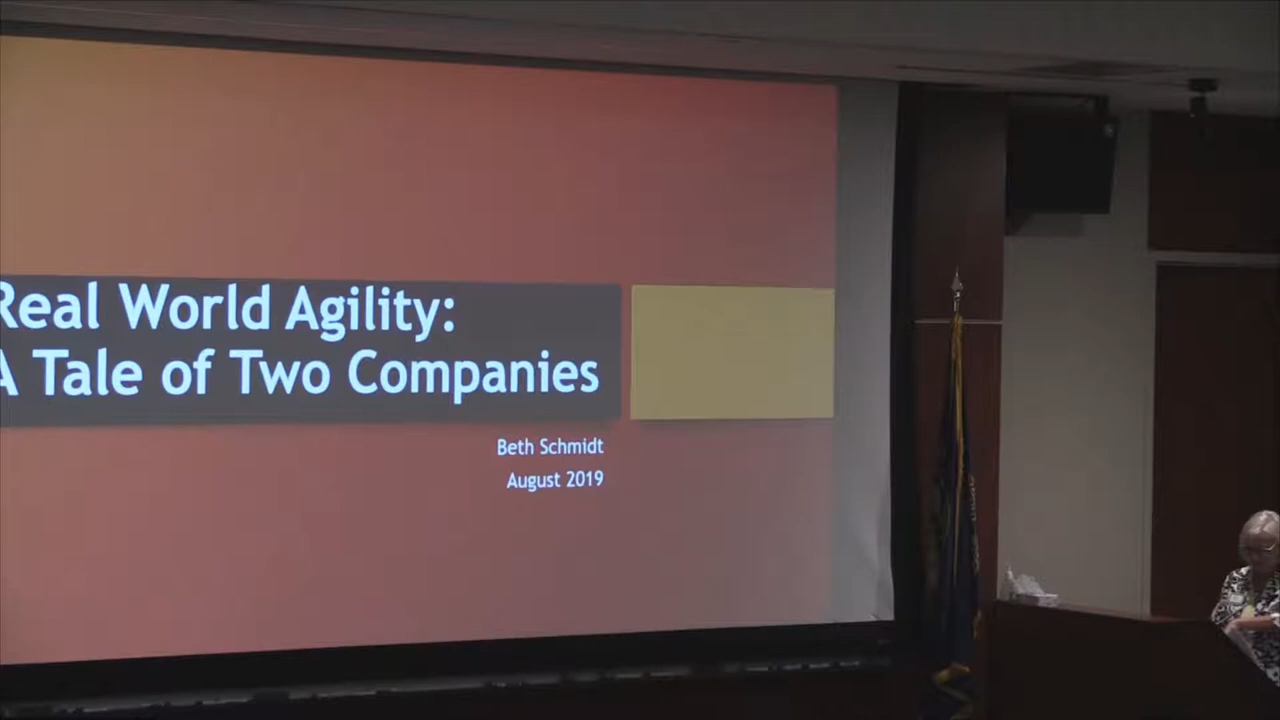 Real World Agility:
A Tale of Two Companies
Beth Schmidt
August 2019